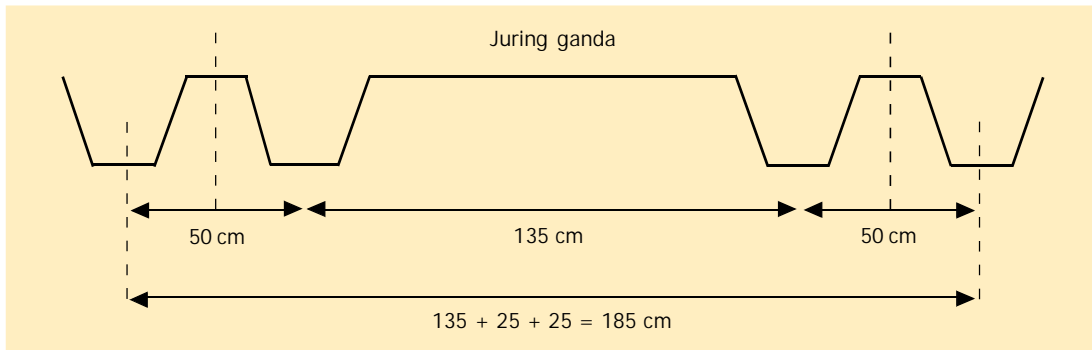 Juring ganda
50 cm
135 cm
50 cm
135 + 25 + 25 = 185 cm